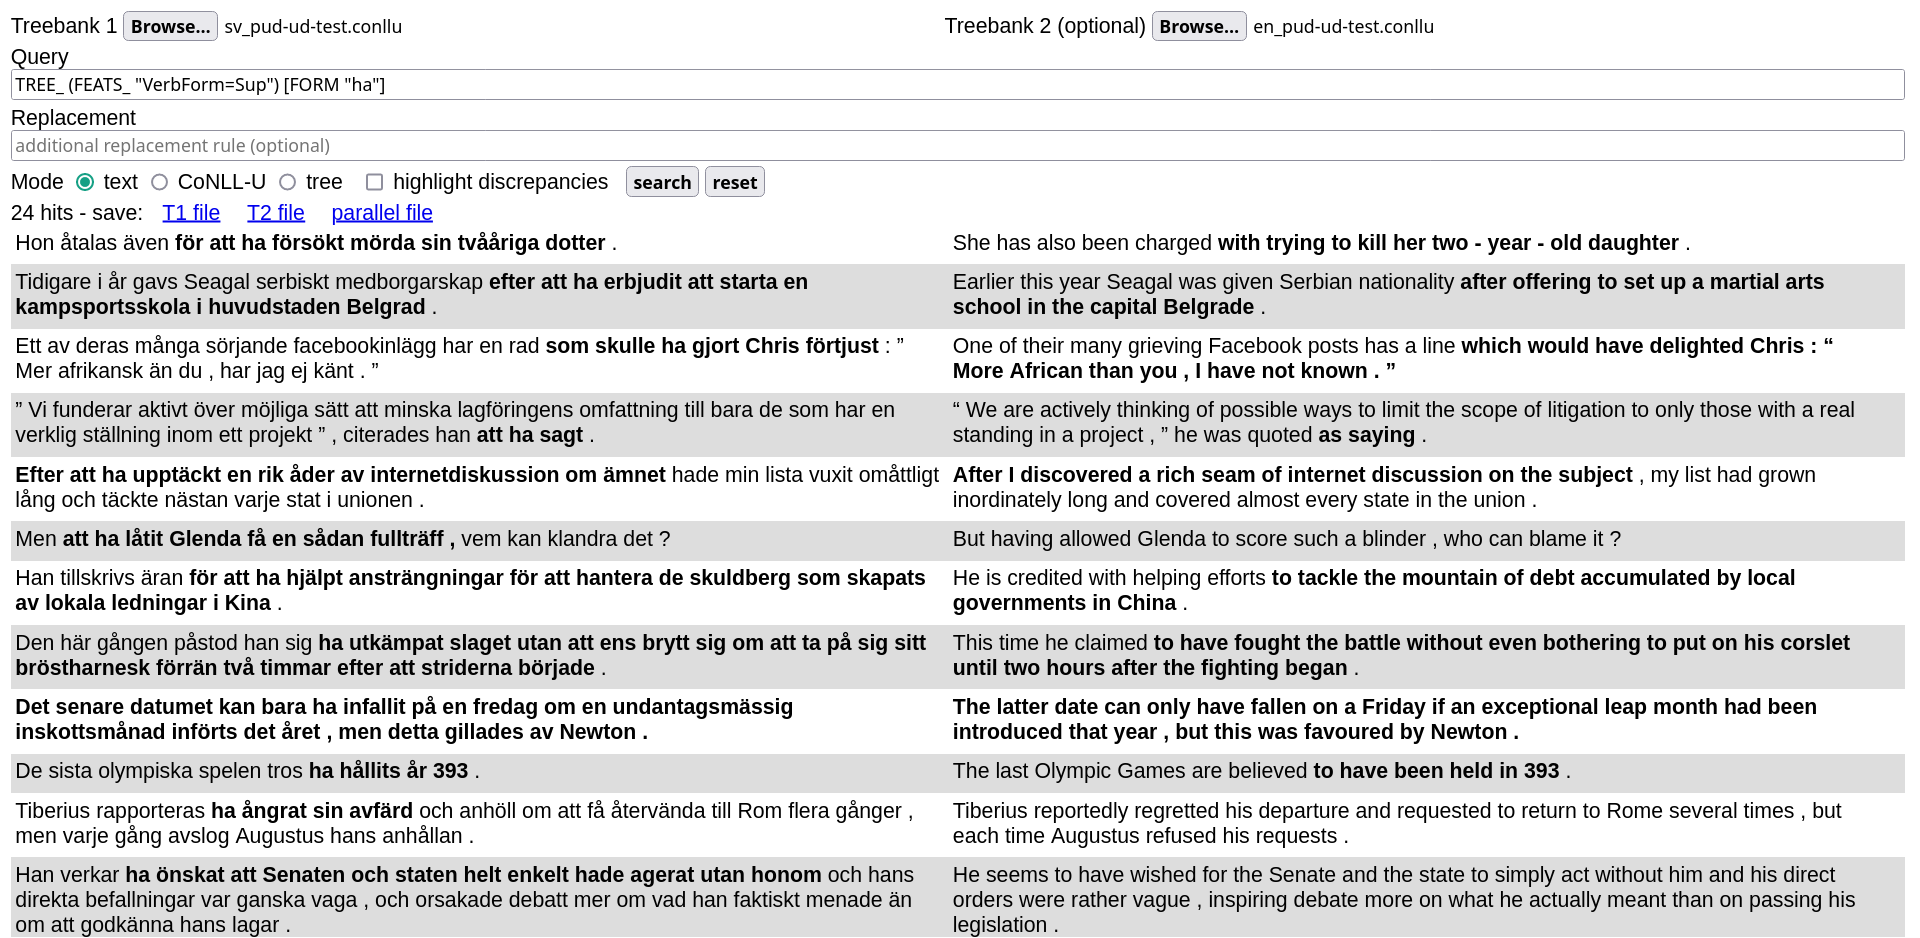 Treebank 1 Browse... sv_pud-ud-test.conllu Treebank 2 (optional) Browse... en_pud-ud-test.conllu
Query
TREE_ (FEATS_ "VerbForm=Sup") [FORM "ha"]
Replacement
additional replacement rule (optional)
Mode text CoNLL-U tree highlight discrepancies search reset
24 hits - save: T1 file T2 file parallel file
Hon åtalas även för att ha försökt mörda sin tvååriga dotter .
She has also been charged with trying to kill her two - year - old daughter .
Tidigare i år gavs Seagal serbiskt medborgarskap efter att ha erbjudit att starta en
kampsportsskola i huvudstaden Belgrad .
Earlier this year Seagal was given Serbian nationality after offering to set up a martial arts
school in the capital Belgrade .
Ett av deras många sörjande facebookinlägg har en rad som skulle ha gjort Chris förtjust : ”
Mer afrikansk än du , har jag ej känt . ”
One of their many grieving Facebook posts has a line which would have delighted Chris : “
More African than you , I have not known . ”
” Vi funderar aktivt över möjliga sätt att minska lagföringens omfattning till bara de som har en
verklig ställning inom ett projekt ” , citerades han att ha sagt .
“ We are actively thinking of possible ways to limit the scope of litigation to only those with a real
standing in a project , ” he was quoted as saying .
Efter att ha upptäckt en rik åder av internetdiskussion om ämnet hade min lista vuxit omåttligt
lång och täckte nästan varje stat i unionen .
After I discovered a rich seam of internet discussion on the subject , my list had grown
inordinately long and covered almost every state in the union .
Men att ha låtit Glenda få en sådan fullträff , vem kan klandra det ?
But having allowed Glenda to score such a blinder , who can blame it ?
Han tillskrivs äran för att ha hjälpt ansträngningar för att hantera de skuldberg som skapats
av lokala ledningar i Kina .
He is credited with helping efforts to tackle the mountain of debt accumulated by local
governments in China .
Den här gången påstod han sig ha utkämpat slaget utan att ens brytt sig om att ta på sig sitt
bröstharnesk förrän två timmar efter att striderna började .
This time he claimed to have fought the battle without even bothering to put on his corslet
until two hours after the fighting began .
Det senare datumet kan bara ha infallit på en fredag om en undantagsmässig
inskottsmånad införts det året , men detta gillades av Newton .
The latter date can only have fallen on a Friday if an exceptional leap month had been
introduced that year , but this was favoured by Newton .
De sista olympiska spelen tros ha hållits år 393 .
The last Olympic Games are believed to have been held in 393 .
Tiberius rapporteras ha ångrat sin avfärd och anhöll om att få återvända till Rom flera gånger ,
men varje gång avslog Augustus hans anhållan .
Tiberius reportedly regretted his departure and requested to return to Rome several times , but
each time Augustus refused his requests .
Han verkar ha önskat att Senaten och staten helt enkelt hade agerat utan honom och hans
direkta befallningar var ganska vaga , och orsakade debatt mer om vad han faktiskt menade än
om att godkänna hans lagar .
He seems to have wished for the Senate and the state to simply act without him and his direct
orders were rather vague , inspiring debate more on what he actually meant than on passing his
legislation .